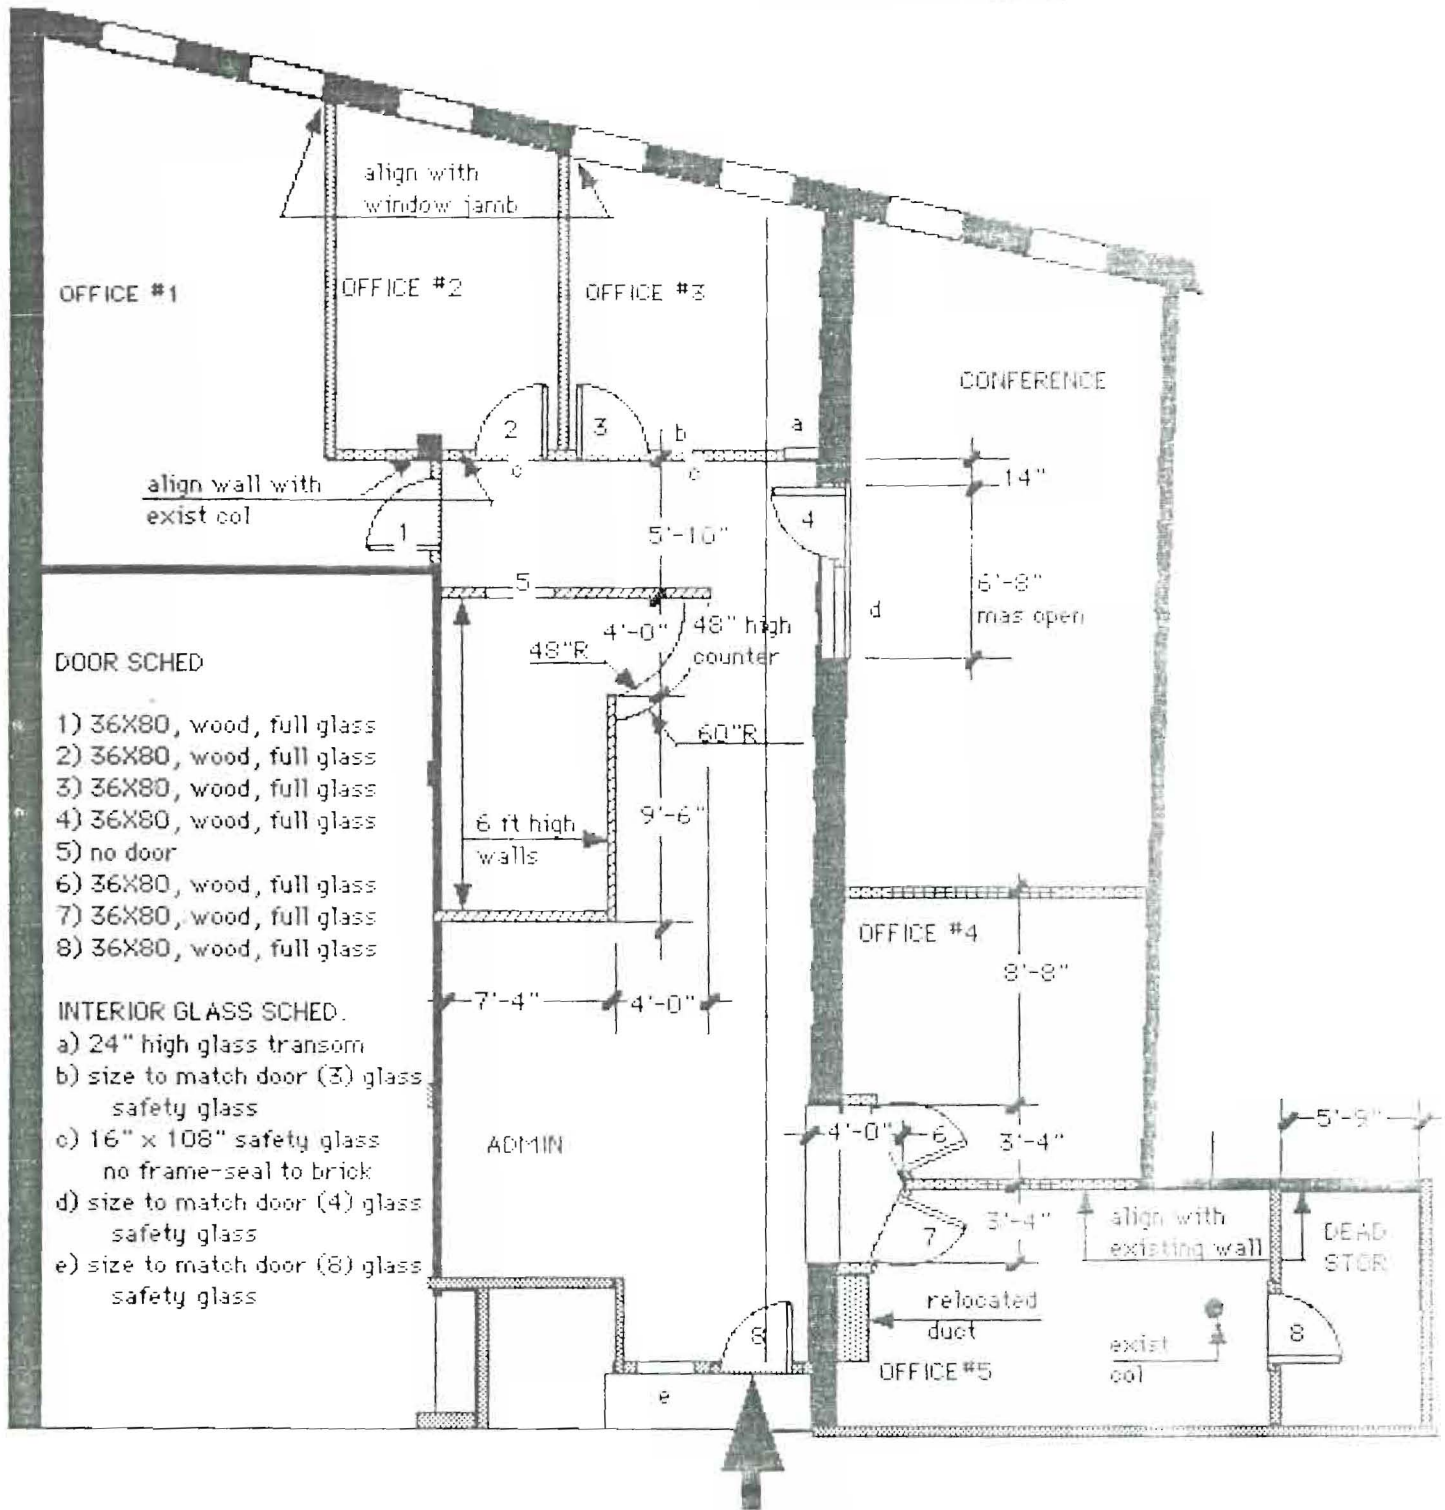 align with
window jamb
OFFICE #1
OFFICE #2
OFFICE #3
CONFERENCE
2
3
b
a
c
c
align wall with
exist col
1
14"
4
5'-10"
5
6'-8"
mas open
d
4'-0"
48" high
counter
48"R
60"R
DOOR SCHED
1) 36X80, wood, full glass
2) 36X80, wood, full glass
3) 36X80, wood, full glass
4) 36X80, wood, full glass
5) no door
6) 36X80, wood, full glass
7) 36X80, wood, full glass
8) 36X80, wood, full glass
9'-6"
6 ft high
walls
OFFICE #4
8'-8"
7'-4"
4'-0"
INTERIOR GLASS SCHED.
a) 24" high glass transom
b) size to match door (3) glass
safety glass
c) 16" x 108" safety glass
no frame-seal to brick
d) size to match door (4) glass
safety glass
e) size to match door (8) glass
safety glass
ADMIN
4'-0"
6
3'-4"
5'-9"
7
3'-4"
align with
existing wall
DEAD
STOR
relocated
duct
8
exist
col
8
OFFICE #5
e